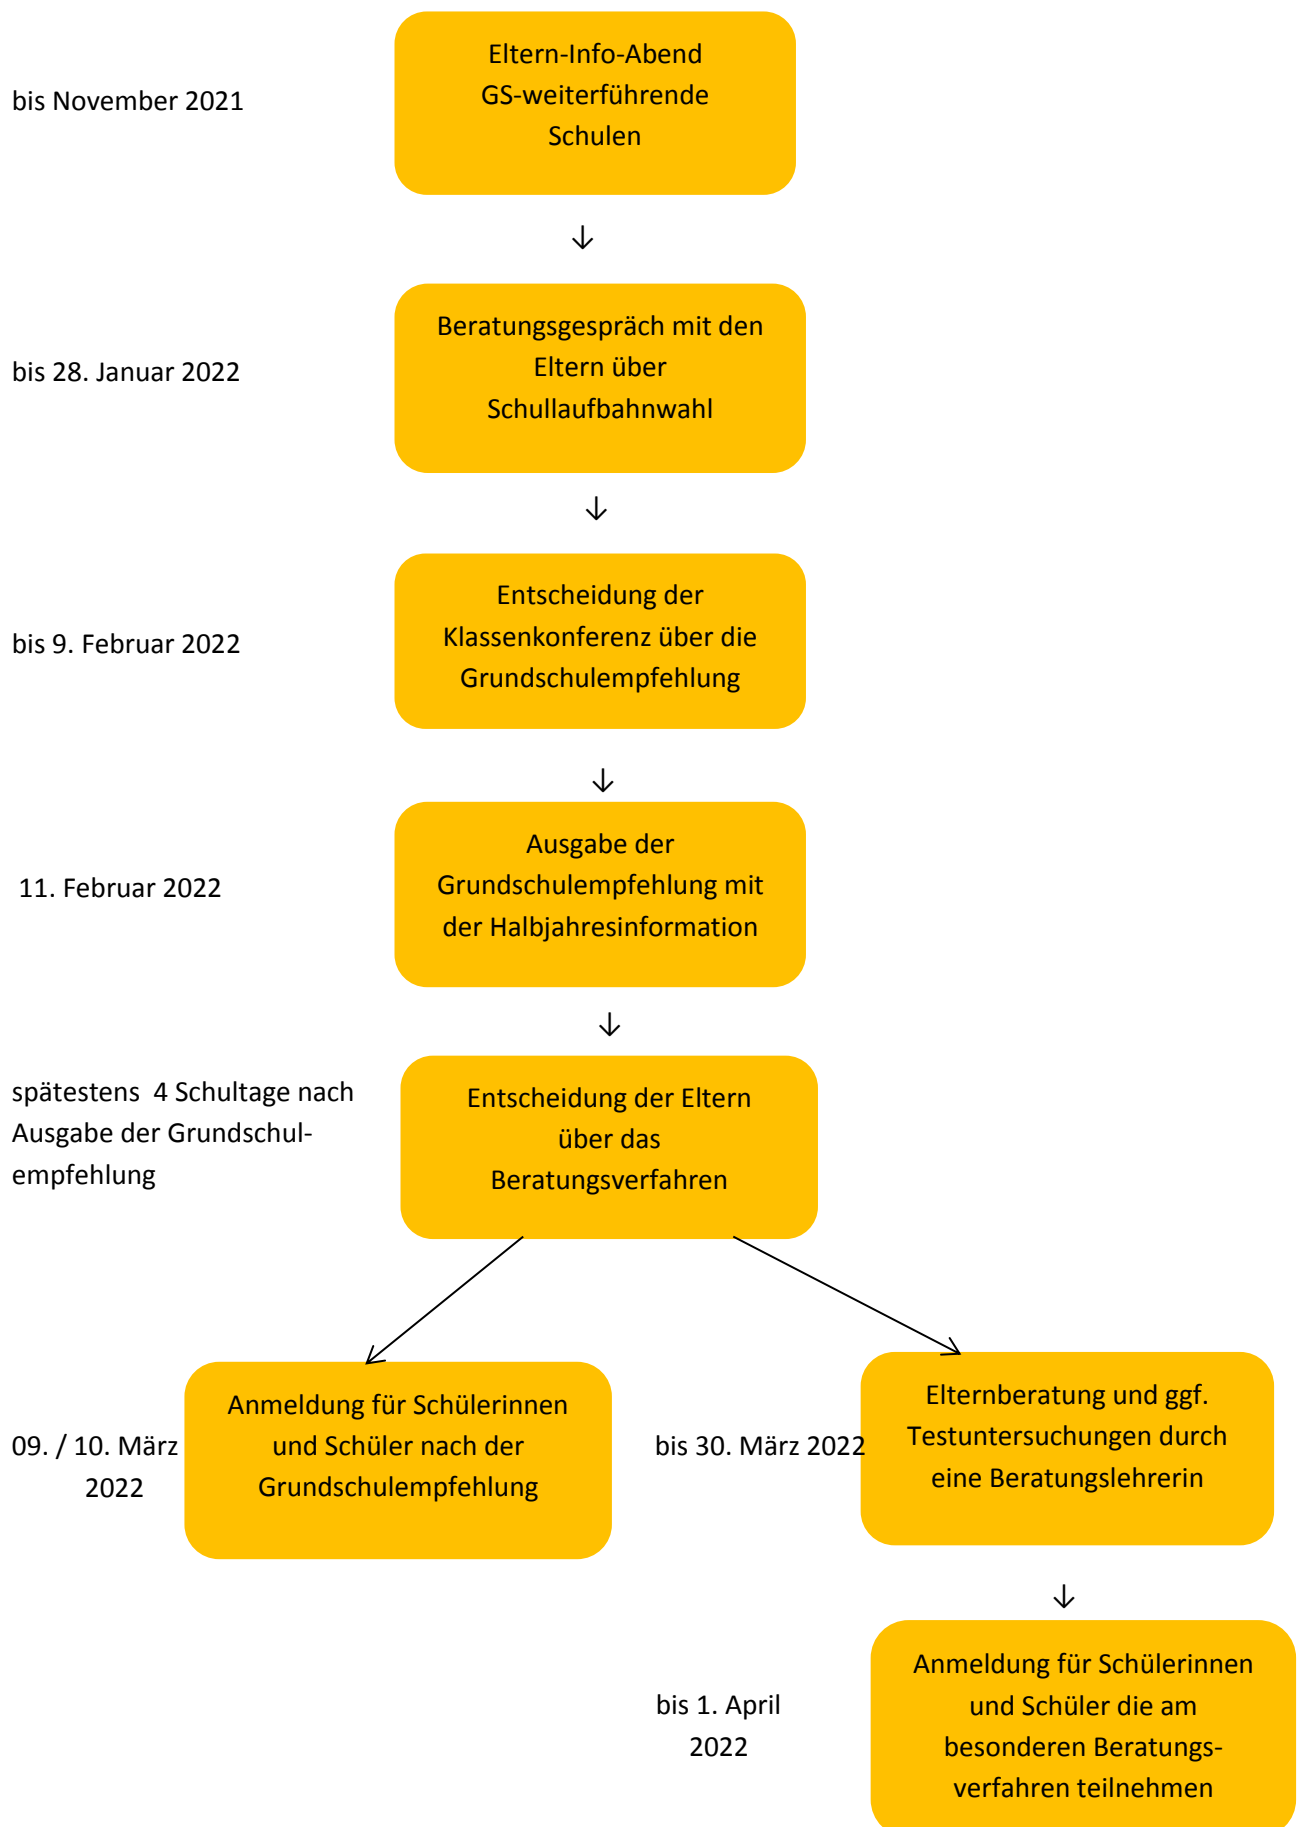 bis November 2021
Eltern-Info-Abend
GS-weiterführende
Schulen
↓
bis 28. Januar 2022
Beratungsgespräch mit den
Eltern über
Schullaufbahnwahl
↓
bis 9. Februar 2022
Entscheidung der
Klassenkonferenz über die
Grundschulempfehlung
↓
11. Februar 2022
Ausgabe der
Grundschulempfehlung mit
der Halbjahresinformation
↓
spätestens 4 Schultage nach
Ausgabe der Grundschul-
empfehlung
Entscheidung der Eltern
über das
Beratungsverfahren
09. / 10. März
2022
Anmeldung für Schülerinnen
und Schüler nach der
Grundschulempfehlung
bis 30. März 2022
Elternberatung und ggf.
Testuntersuchungen durch
eine Beratungslehrerin
↓
bis 1. April
2022
Anmeldung für Schülerinnen
und Schüler die am
besonderen Beratungs-
verfahren teilnehmen